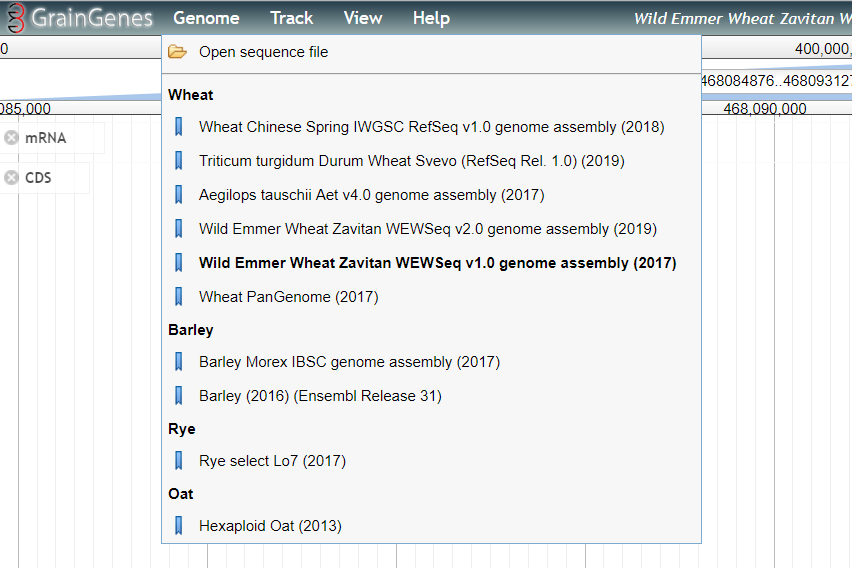 GrainGenes Genome Track View Help Wild Emmer Wheat Zavitan W
0 Open sequence file 400,000,
468084876..468093127
Wheat
085,000 468,090,000
Wheat Chinese Spring IWGSC RefSeq v1.0 genome assembly (2018)
mRNA
Triticum turgidum Durum Wheat Svevo (RefSeq Rel. 1.0) (2019)
CDS
Aegilops tauschii Aet v4.0 genome assembly (2017)
Wild Emmer Wheat Zavitan WEWSeq v2.0 genome assembly (2019)
Wild Emmer Wheat Zavitan WEWSeq v1.0 genome assembly (2017)
Wheat PanGenome (2017)
Barley
Barley Morex IBSC genome assembly (2017)
Barley (2016) (Ensembl Release 31)
Rye
Rye select Lo7 (2017)
Oat
Hexaploid Oat (2013)